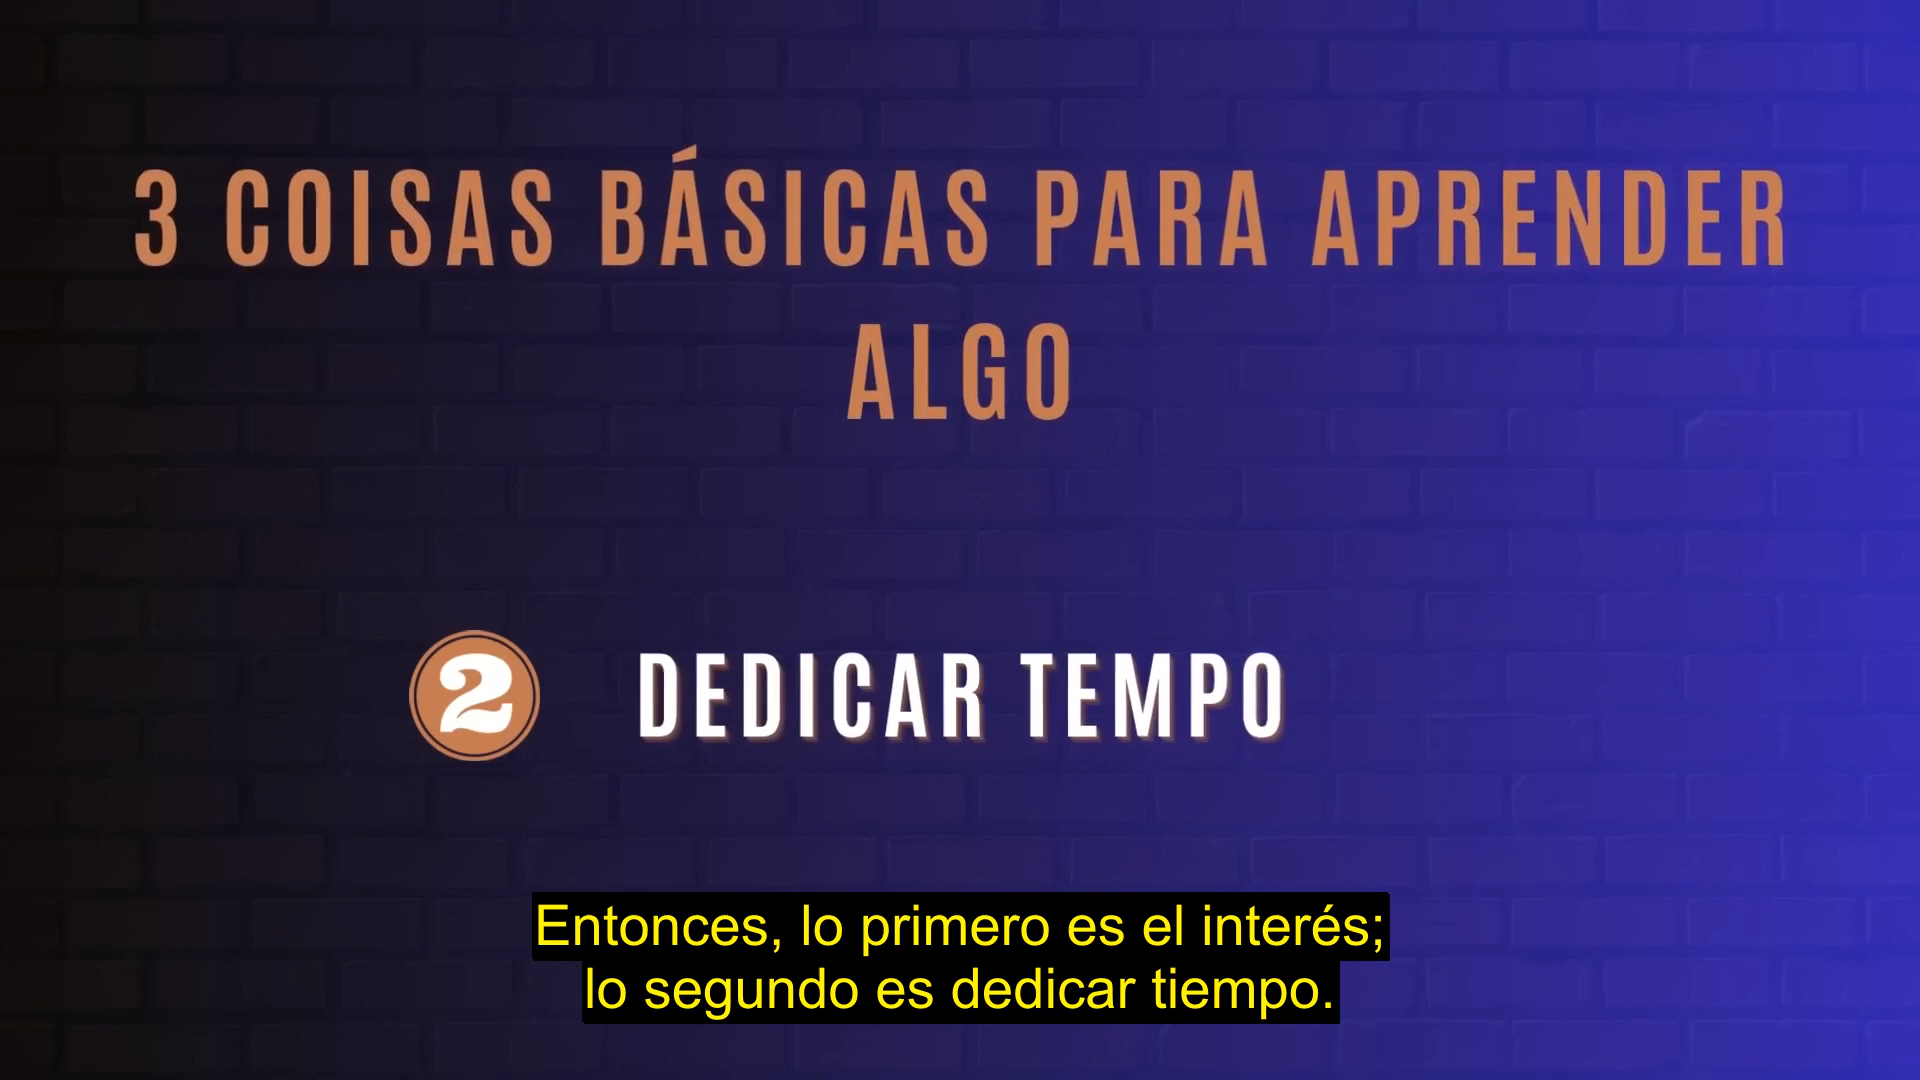 3 COISAS BÁSICAS PARA APRENDER
ALGO
2 DEDICAR TEMPO
Entonces, lo primero es el interés;
lo segundo es dedicar tiempo.